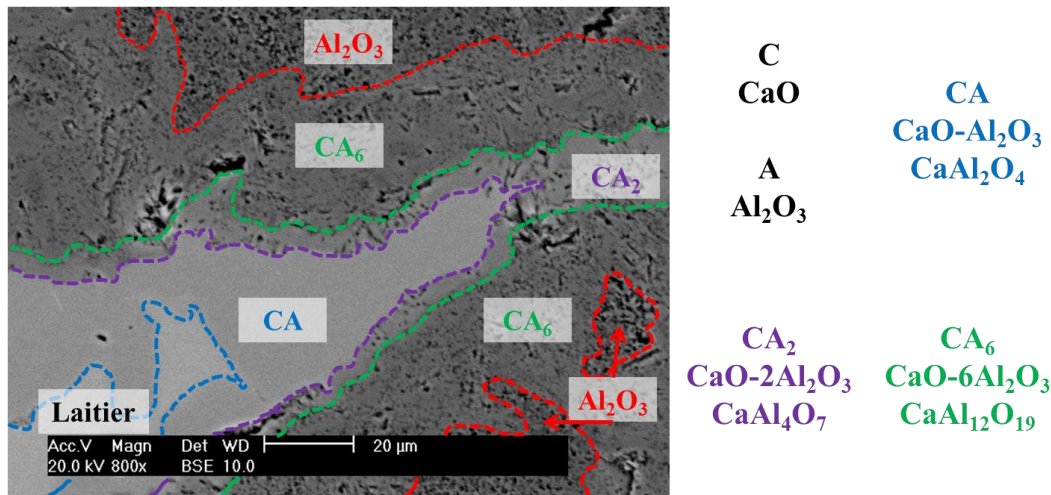 Al₂O₃
CA₆
CA₂
CA
CA₆
Al₂O₃
Laitier
Acc.V Magn Det WD 20 µm
20.0 kV 800x BSE 10.0
C
CaO
A
Al₂O₃
CA
CaO-Al₂O₃
CaAl₂O₄
CA₂
CaO-2Al₂O₃
CaAl₄O₇
CA₆
CaO-6Al₂O₃
CaAl₁₂O₁₉